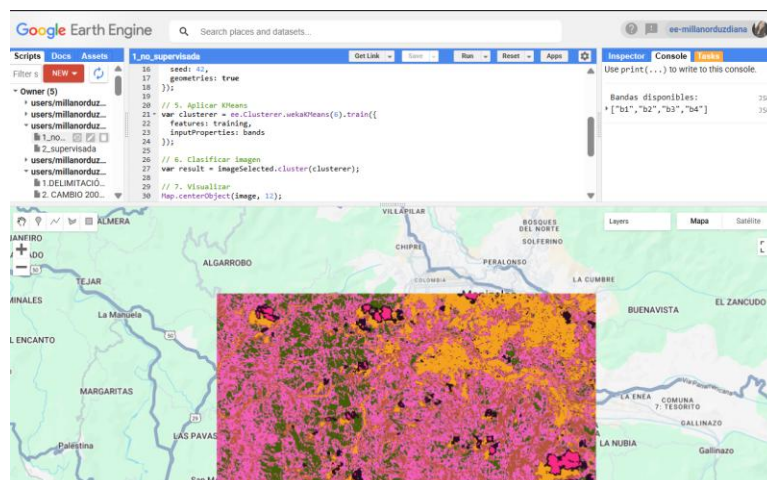 Google Earth Engine
Search places and datasets...
ee-millanorduzdiana
Scripts Docs Assets
1_no_supervisada
Get Link Save Run Reset Apps
Inspector Console Tasks
Filter s NEW
Owner (5)
users/millanorduz...
users/millanorduz...
users/millanorduz...
1_no...
2_supervisada
users/millanorduz...
users/millanorduz...
1.DELIMITACIÓ...
2. CAMBIO 200...
16 seed: 42,
17 geometries: true
18 });
19
20 // 5. Aplicar KMeans
21 var clusterer = ee.Clusterer.wekaKMeans(6).train({
22 features: training,
23 inputProperties: bands
24 });
25
26 // 6. Clasificar imagen
27 var result = imageSelected.cluster(clusterer);
28
29 // 7. Visualizar
30 Map.centerObject(image, 12);
Use print(...) to write to this console.
Bandas disponibles:
["b1","b2","b3","b4"]
Layers
Mapa Satélite
ALMERA
VILLAPILAR
BOSQUES
DEL NORTE
SOLFERINO
CHIPRE
PERALONSO
ALGARROBO
COLOMBIA
LA CUMBRE
TEJAR
La Manuela
50
50
29
BUENAVISTA
EL ZANCUDO
L ENCANTO
MARGARITAS
LAS PAVAS
Palestina
LA ENEA
COMUNA
7: TESORITO
GALLINAZO
LA NUBIA
Gallinazo